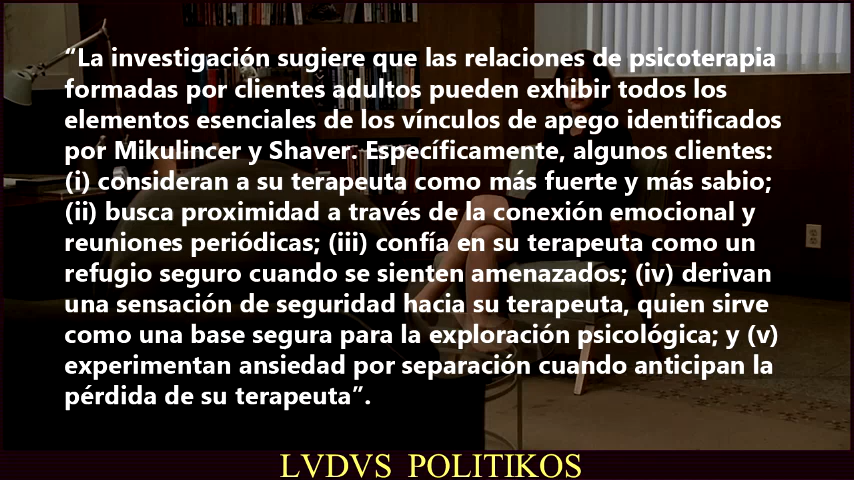 “La investigación sugiere que las relaciones de psicoterapia
formadas por clientes adultos pueden exhibir todos los
elementos esenciales de los vínculos de apego identificados
por Mikulincer y Shaver. Específicamente, algunos clientes:
(i) consideran a su terapeuta como más fuerte y más sabio;
(ii) busca proximidad a través de la conexión emocional y
reuniones periódicas; (iii) confía en su terapeuta como un
refugio seguro cuando se sienten amenazados; (iv) derivan
una sensación de seguridad hacia su terapeuta, quien sirve
como una base segura para la exploración psicológica; y (v)
experimentan ansiedad por separación cuando anticipan la
pérdida de su terapeuta”.
LVDVS POLITIKOS